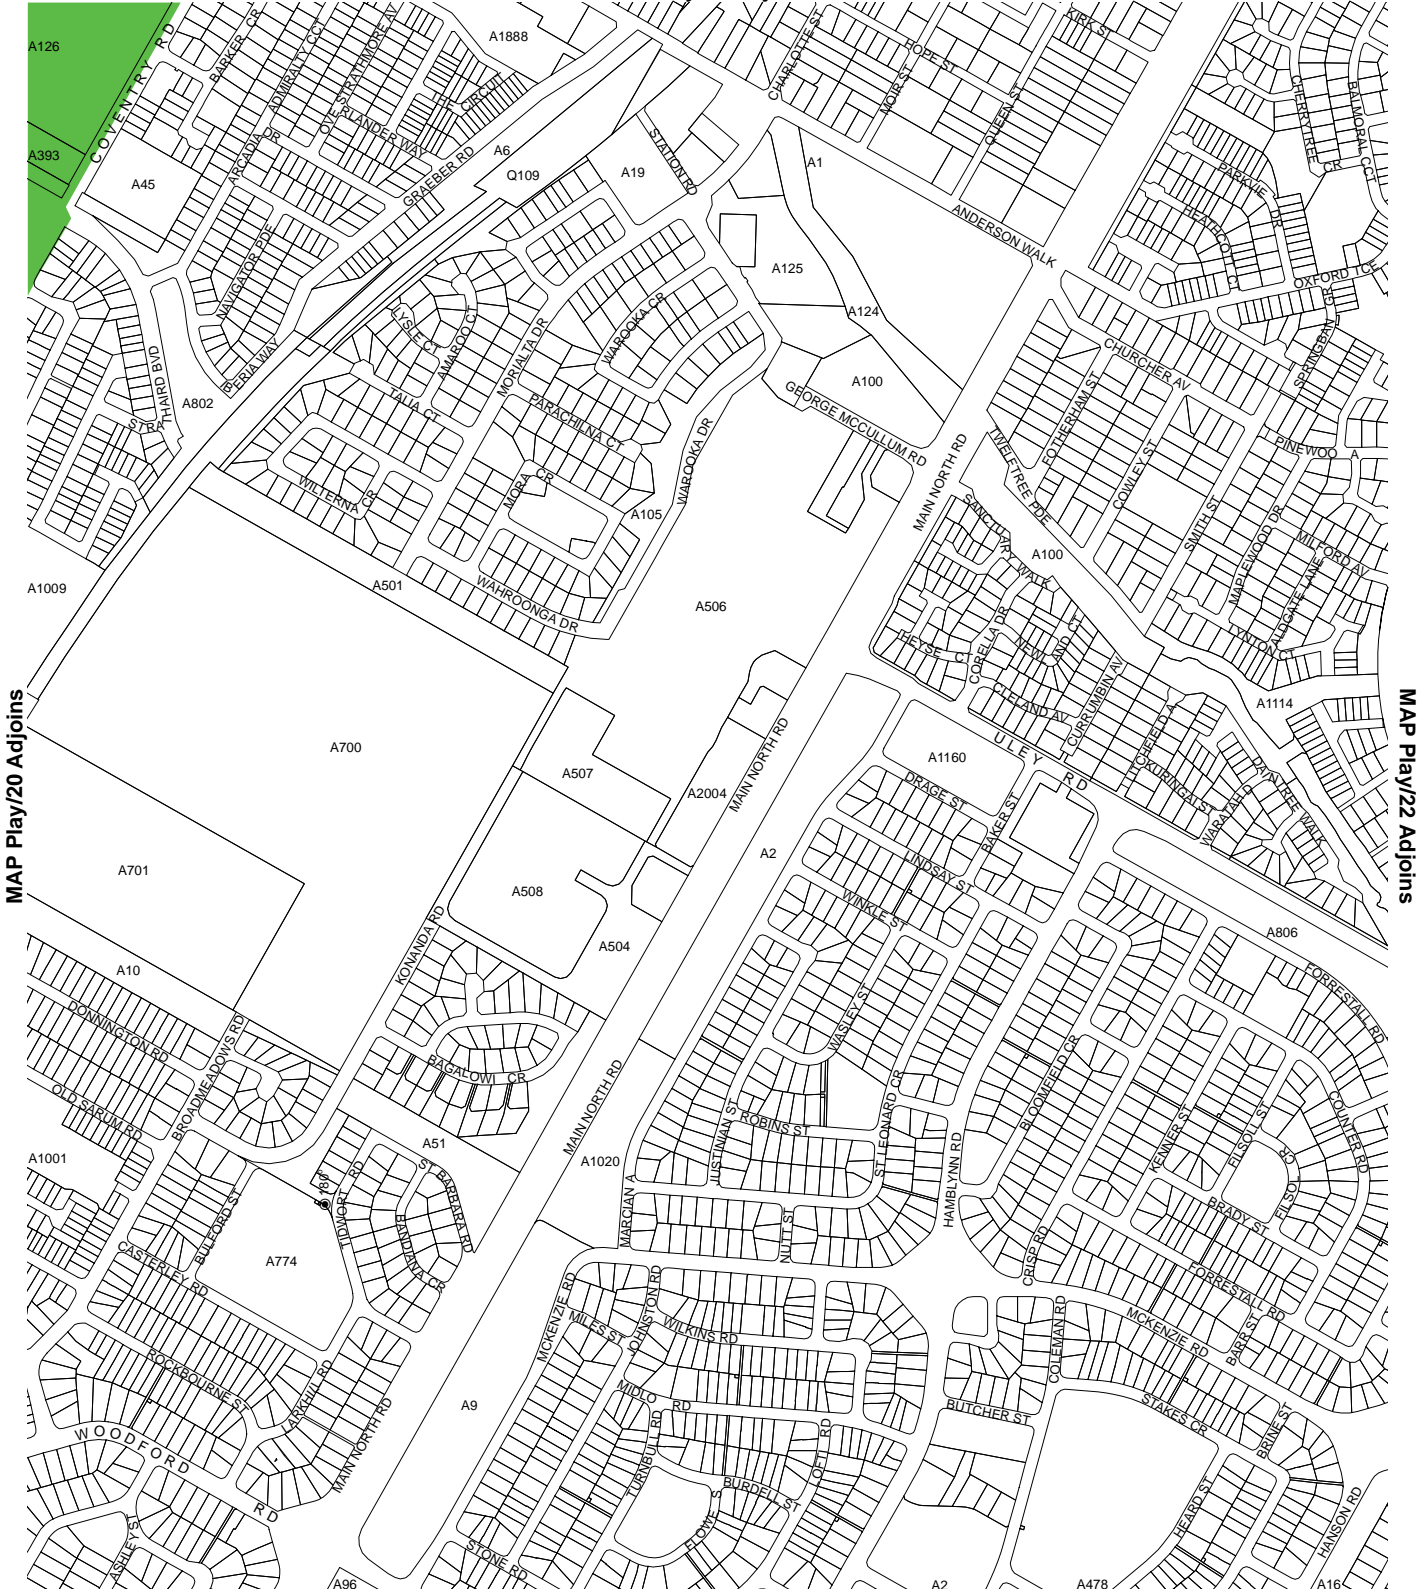 A126
COVENTRY RD
BARKER CR
ADMIRALTY CCT
STRATHMORE AV
A1888
THE CIRCUIT
OVERLANDER WAY
ARCADIA DR
GRAEBER RD
CHARLOTTE ST
HOPE ST
MOIR ST
QUEEN ST
KIRK ST
CHERRYTREE CR
BALMORAL CCT
A393
A45
A6
Q109
A19
STATION RD
A1
PARKVIEW DR
HEATHCOTE CT
ANDERSON WALK
NAVIGATOR PDE
A125
OXFORD TCE
SPRINGBANK GR
LYSLE CT
AMAROO CT
MORIALTA DR
WAROOKA CR
A124
CHURCHER AV
STRATHAIRD BVD
IBERIA WAY
A802
TALIA CT
PARACHILNA CT
A100
GEORGE MCCULLUM RD
WAROOKA DR
FOTHERHAM ST
COWLEY ST
PINEWOOD A
MAIN NORTH RD
TWELFTREE PDE
WILTERNA CR
MORA CR
A105
SANCTUARY WALK
A100
SMITH ST
MAPLEWOOD DR
MILFORD AV
ALDGATE LANE
LYNTON CT
A1009
A501
WAHROONGA DR
A506
HEYSE CT
CORELLA DR
NEWLAND CT
CLELAND AV
CURRUMBIN AV
MAP Play/20 Adjoins
MAP Play/22 Adjoins
A1114
A700
A507
A2004
MAIN NORTH RD
ULEY RD
A1160
DRAGE ST
BAKER ST
LITCHFIELD A
KURINGAI ST
WARATAH D
DAINTREE WALK
A701
A508
A2
LINDSAY ST
WINKLE ST
A806
KONANDA RD
A504
A10
DONNINGTON RD
BROADMEADOWS RD
OLD SARUM RD
BAGALOWI CR
MAIN NORTH RD
WASLEY ST
BLOOMFIELD CR
FORRESTALL RD
COUNTER RD
A1001
A51
A1020
JUSTINIAN ST
ROBINS ST
ST LEONARD CR
HAMBLYNN RD
KENNER ST
FILSOLL ST
FILSOLL CR
BRADY ST
TIDWORTH RD
ST BARBARA RD
BINDIANA CR
BULFORD ST
CASTERLEY RD
A774
MARCIAN A
NUTT ST
CRISP RD
FORRESTALL RD
MCKENZIE RD
MILES ST
JOHNSTON RD
WILKINS RD
COLEMAN RD
MCKENZIE RD
BARR ST
ROCKBOURNE ST
LARKHILL RD
MAIN NORTH RD
A9
MIDLO RD
TURNBULL RD
LOFT RD
BUTCHER ST
STAKES CR
BRINE ST
WOODFORD RD
ASHLEY ST
BURDELL ST
FLOWE S
HEARD ST
HANSON RD
STONE RD
A96
A2
A478
A16